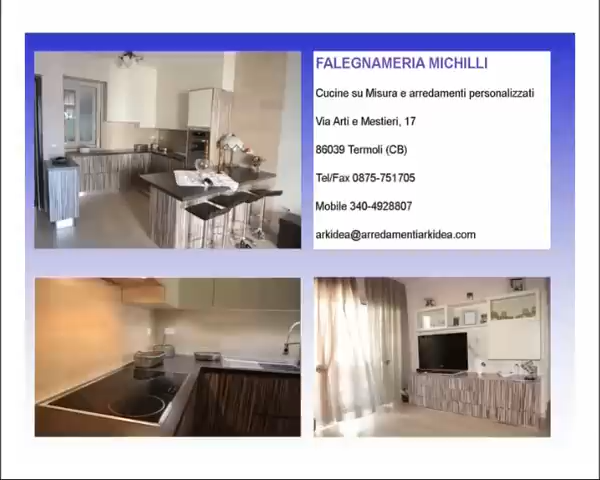 FALEGNAMERIA MICHILLI
Cucine su Misura e arredamenti personalizzati
Via Arti e Mestieri, 17
86039 Termoli (CB)
Tel/Fax 0875-751705
Mobile 340-4928807
arkidea@arredamentiarkidea.com